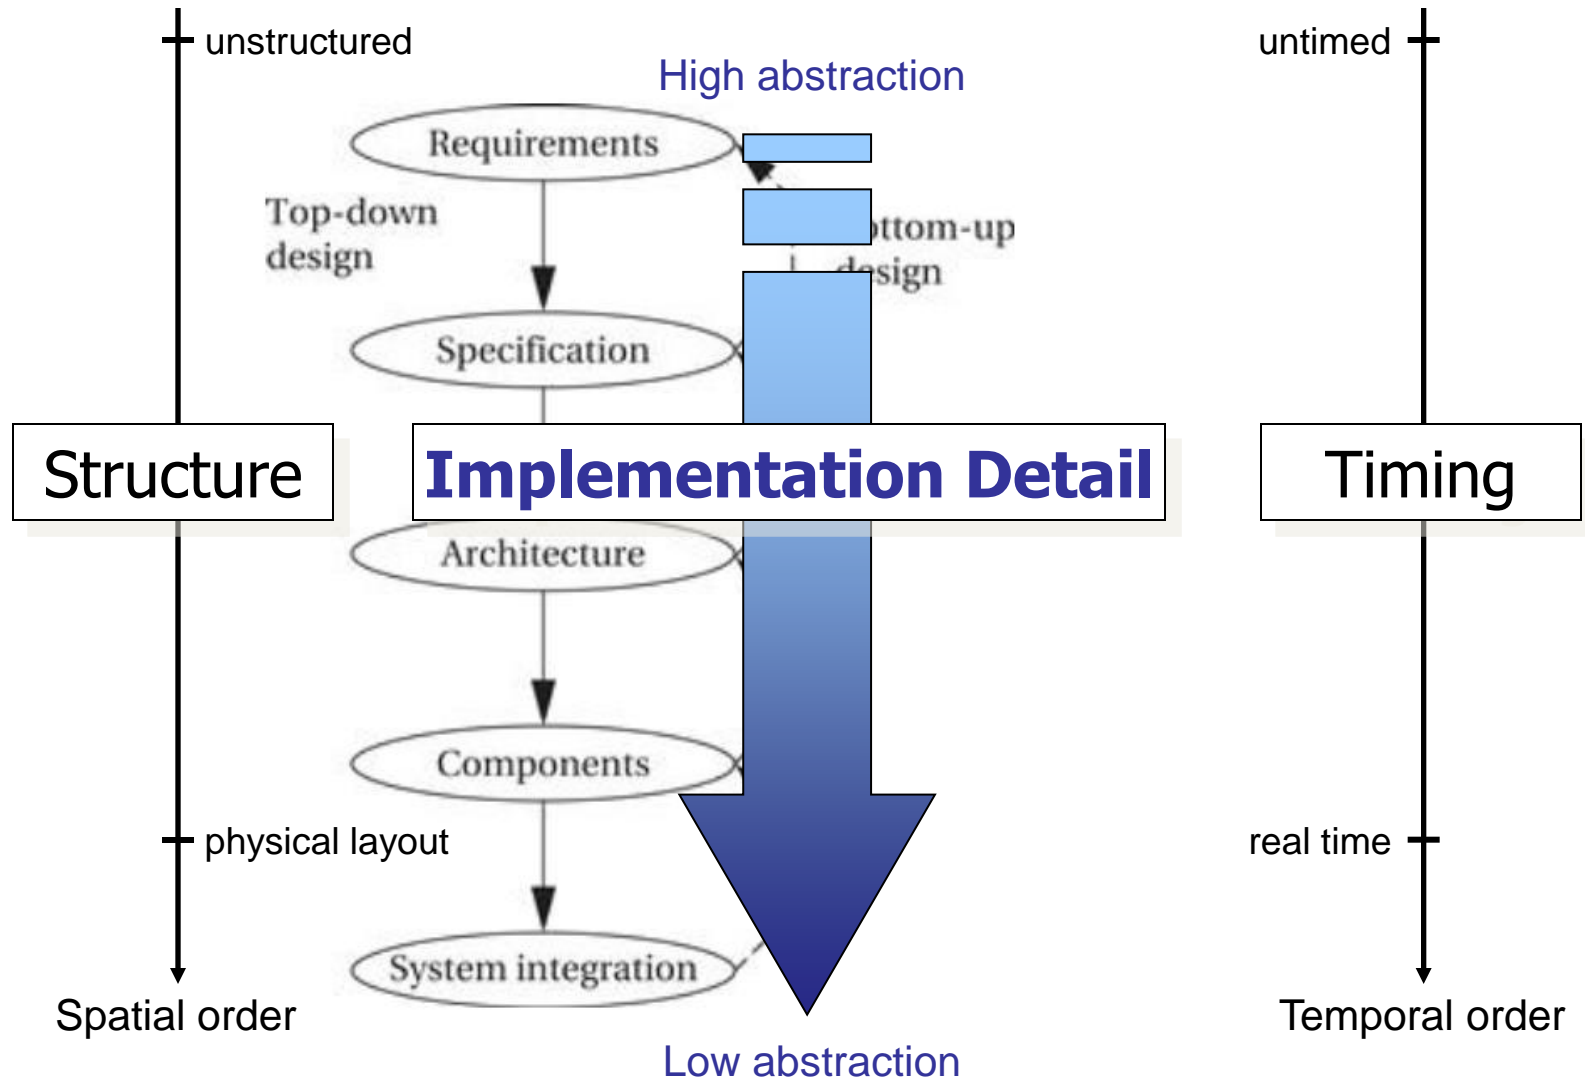 unstructured
untimed
High abstraction
Requirements
Top-down
design
ottom-up
design
Specification
Structure
Implementation Detail
Timing
Architecture
Components
physical layout
real time
System integration
Spatial order
Temporal order
Low abstraction